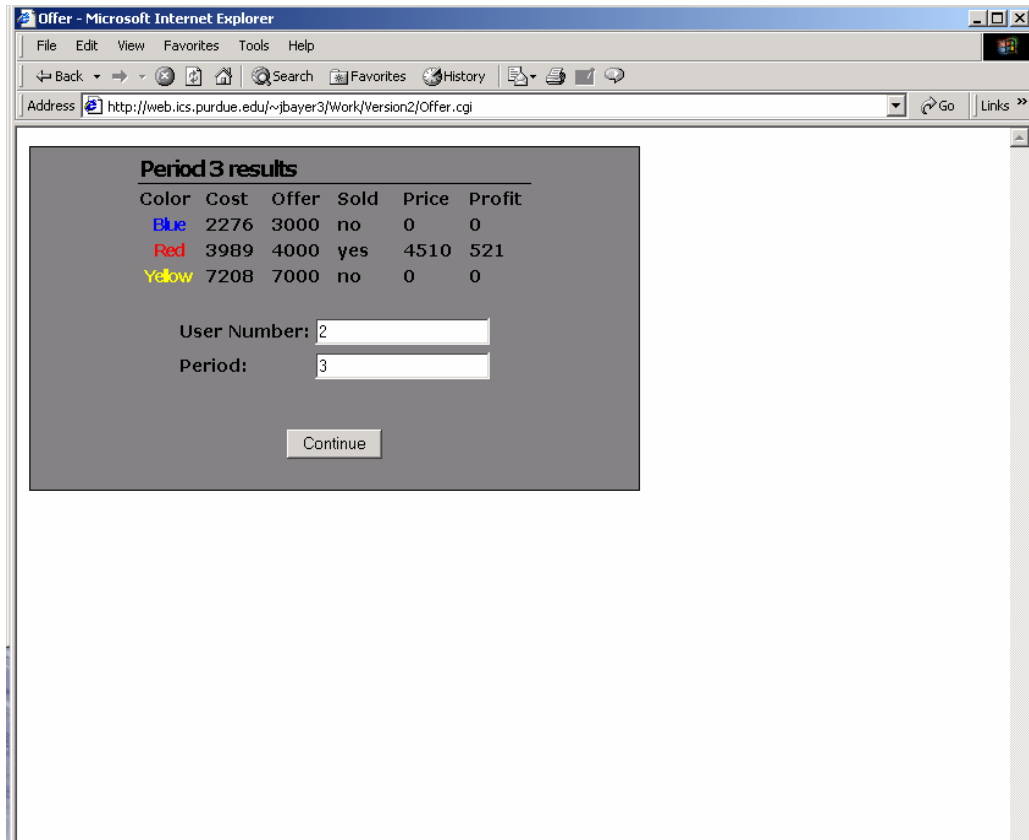 Offer - Microsoft Internet Explorer
File Edit View Favorites Tools Help
Back Search Favorites History
Address http://web.ics.purdue.edu/~jbayer3/Work/Version2/Offer.cgi Go Links »
Period 3 results
Color Cost Offer Sold Price Profit
Blue 2276 3000 no 0 0
Red 3989 4000 yes 4510 521
Yellow 7208 7000 no 0 0
User Number: 2
Period: 3
Continue